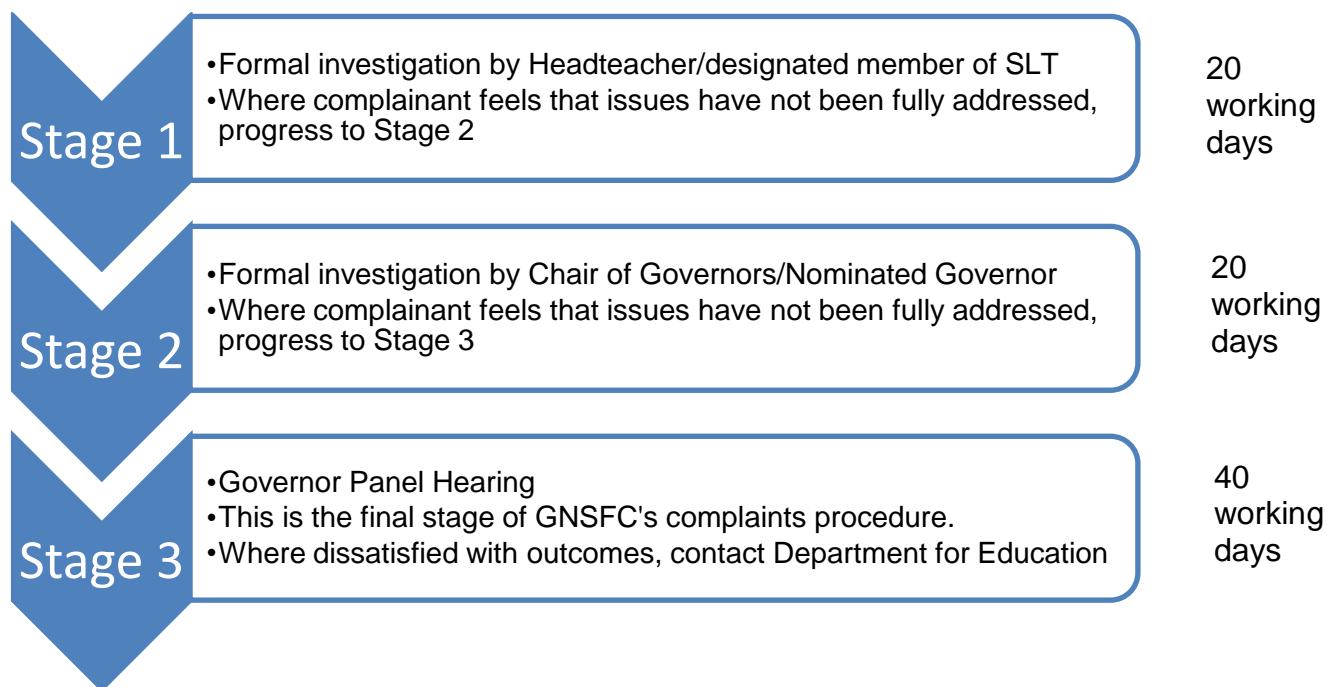 Stage 1
•Formal investigation by Headteacher/designated member of SLT
•Where complainant feels that issues have not been fully addressed,
progress to Stage 2
20
working
days
Stage 2
•Formal investigation by Chair of Governors/Nominated Governor
•Where complainant feels that issues have not been fully addressed,
progress to Stage 3
20
working
days
Stage 3
•Governor Panel Hearing
•This is the final stage of GNSFC's complaints procedure.
•Where dissatisfied with outcomes, contact Department for Education
40
working
days